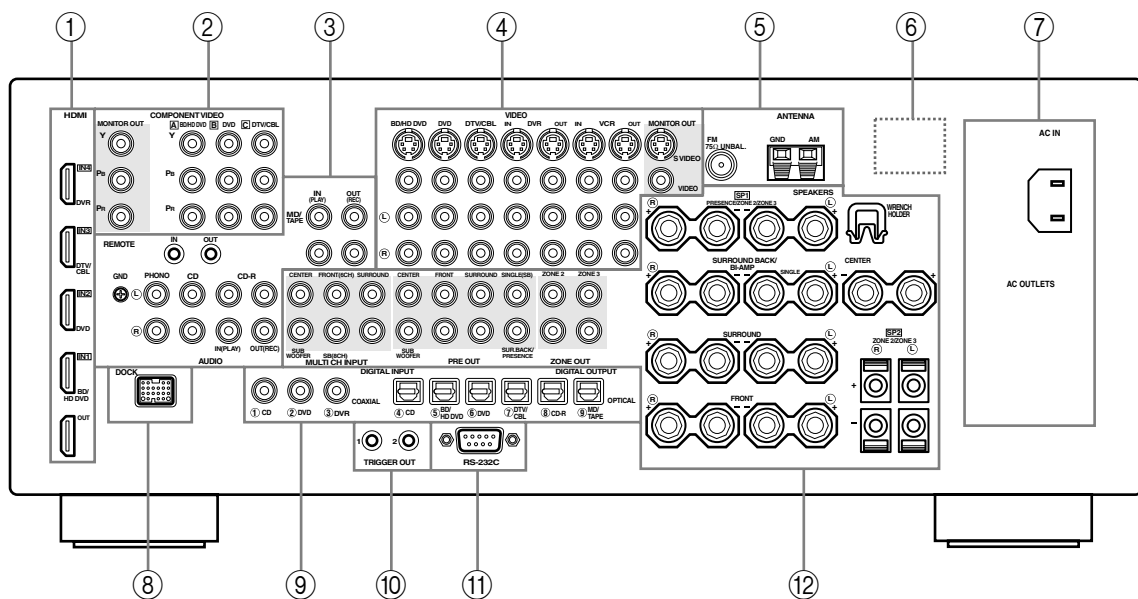 ① ② ③ ④ ⑤ ⑥ ⑦
HDMI
IN4
DVR
IN3
DTV/
CBL
IN2
DVD
IN1
BD/
HD DVD
OUT
COMPONENT VIDEO
MONITOR OUT A BD/HD DVD B DVD C DTV/CBL
Y Y
PB PB
PR PR
REMOTE IN OUT
GND PHONO CD CD-R
L
R
IN(PLAY) OUT(REC)
AUDIO
IN
(PLAY)
OUT
(REC)
MD/
TAPE
VIDEO
BD/HD DVD DVD DTV/CBL IN DVR OUT IN VCR OUT MONITOR OUT
S VIDEO
VIDEO
L
R
CENTER FRONT(6CH) SURROUND CENTER FRONT SURROUND SINGLE(SB) ZONE 2 ZONE 3
SUB
WOOFER
SB(8CH)
SUB
WOOFER
SUR.BACK/
PRESENCE
MULTI CH INPUT PRE OUT ZONE OUT
ANTENNA
FM
75Ω UNBAL.
GND AM
SPEAKERS
SP1
R PRESENCE/ZONE 2/ZONE 3 L
+ +
WRENCH
HOLDER
R SURROUND BACK/
BI-AMP
SINGLE L
+ +
CENTER
− +
R SURROUND L
+ +
SP2
ZONE 2/ZONE 3
R L
+
−
R FRONT L
+ +
AC IN
AC OUTLETS
DOCK
DIGITAL INPUT DIGITAL OUTPUT
COAXIAL OPTICAL
① CD ② DVD ③ DVR ④ CD ⑤ BD/
HD DVD
⑥ DVD ⑦ DTV/
CBL
⑧ CD-R ⑨ MD/
TAPE
1 2
TRIGGER OUT
RS-232C
⑧ ⑨ ⑩ ⑪ ⑫